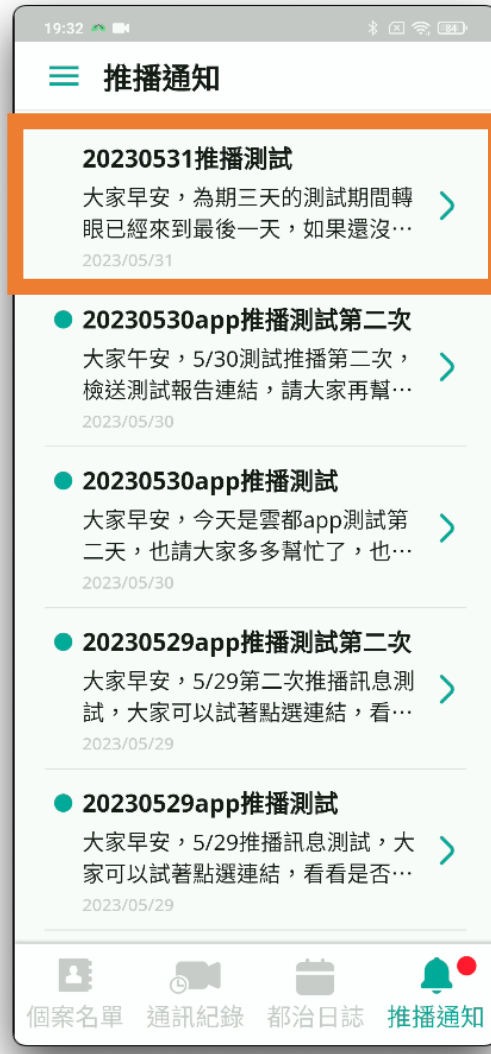 19:32
84
推播通知
20230531推播測試
大家早安，為期三天的測試期間轉
眼已經來到最後一天，如果還沒…
2023/05/31
20230530app推播測試第二次
大家午安，5/30測試推播第二次，
檢送測試報告連結，請大家再幫…
2023/05/30
20230530app推播測試
大家早安，今天是雲都app測試第
二天，也請大家多多幫忙了，也…
2023/05/30
20230529app推播測試第二次
大家早安，5/29第二次推播訊息測
試，大家可以試著點選連結，看…
2023/05/29
20230529app推播測試
大家早安，5/29推播訊息測試，大
家可以試著點選連結，看看是否…
2023/05/29
個案名單 通訊紀錄 都治日誌 推播通知